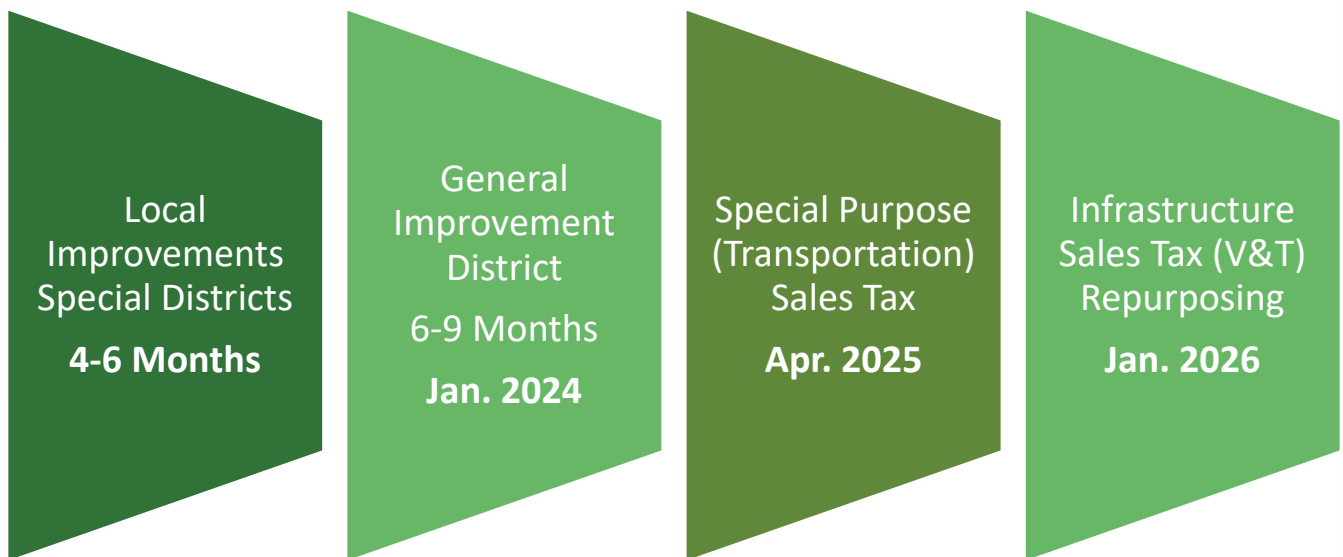 Local
Improvements
Special Districts
4-6 Months
General
Improvement
District
6-9 Months
Jan. 2024
Special Purpose
(Transportation)
Sales Tax
Apr. 2025
Infrastructure
Sales Tax (V&T)
Repurposing
Jan. 2026